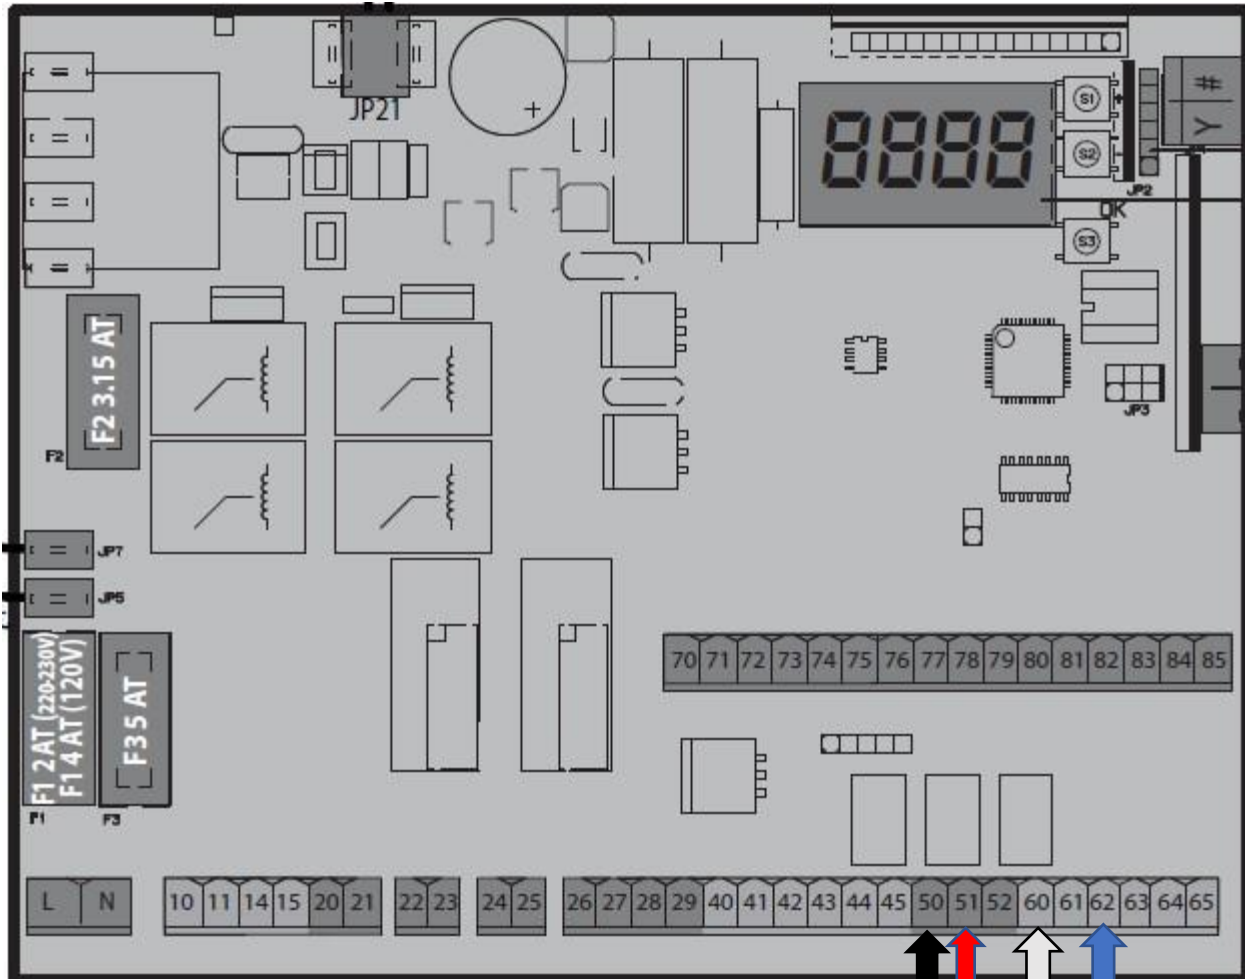 JP21
8888
S1
S2
JP2
OK
S3
#
Y
F2 3.15 AT
F2
JP3
JP7
JP5
F1 2 AT (220-230V)
F1 4 AT (120V)
F3 5 AT
F1
F3
70 71 72 73 74 75 76 77 78 79 80 81 82 83 84 85
L N 10 11 14 15 20 21 22 23 24 25 26 27 28 29 40 41 42 43 44 45 50 51 52 60 61 62 63 64 65